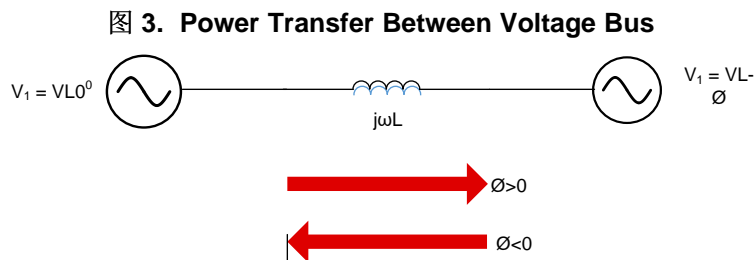 图 3. Power Transfer Between Voltage Bus
V₁ = VL0⁰
jωL
V₁ = VL-
Ø
Ø>0
Ø<0